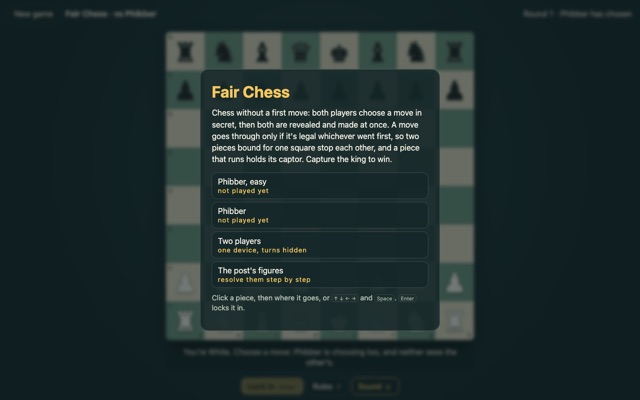 New game
Fair Chess · vs Phibber
Round 1 · Phibber has chosen
Fair Chess
Chess without a first move: both players choose a move in
secret, then both are revealed and made at once. A move
goes through only if it's legal whichever went first, so two
pieces bound for one square stop each other, and a piece
that runs holds its captor. Capture the king to win.
Phibber, easy
not played yet
Phibber
not played yet
Two players
one device, turns hidden
The post's figures
resolve them step by step
Click a piece, then where it goes, or ↑ ↓ ← → and Space, Enter
locks it in.
You're White. Choose a move. Phibber is choosing too, and neither sees the
other's.
Rules
Sound